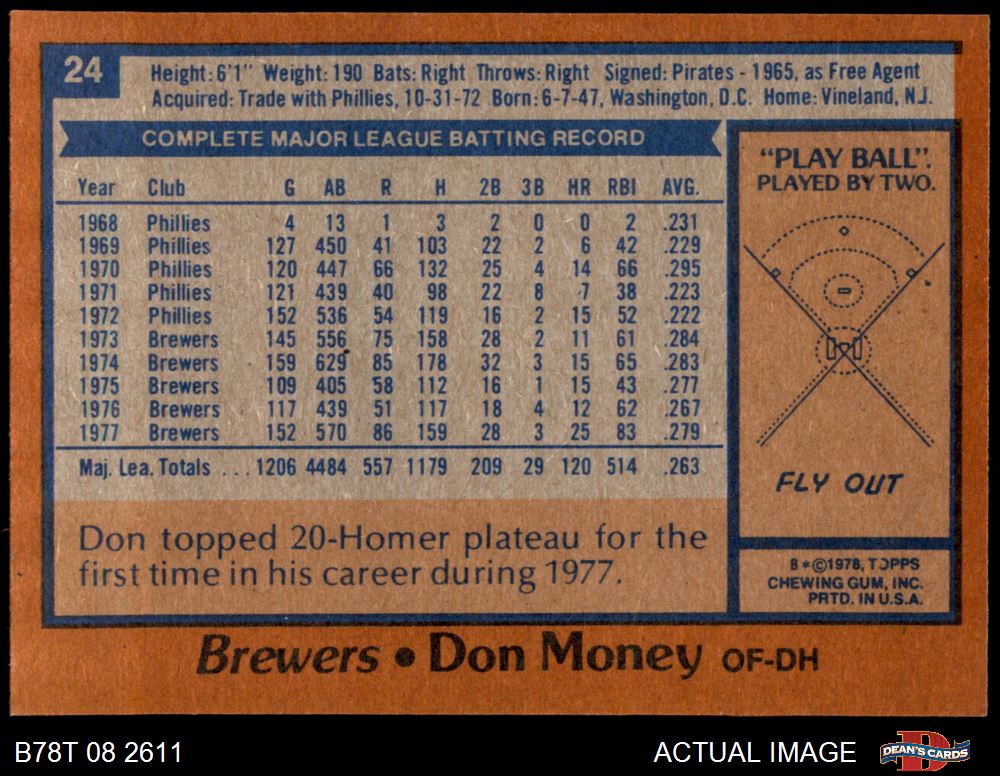 24
Height: 6'1" Weight: 190 Bats: Right Throws: Right Signed: Pirates - 1965, as Free Agent
Acquired: Trade with Phillies, 10-31-72 Born: 6-7-47, Washington, D.C. Home: Vineland, N.J.
COMPLETE MAJOR LEAGUE BATTING RECORD
Year Club G AB R H 2B 3B HR RBI AVG.
1968 Phillies 4 13 1 3 2 0 0 2 .231
1969 Phillies 127 450 41 103 22 2 6 42 .229
1970 Phillies 120 447 66 132 25 4 14 66 .295
1971 Phillies 121 439 40 98 22 8 7 38 .223
1972 Phillies 152 536 54 119 16 2 15 52 .222
1973 Brewers 145 556 75 158 28 2 11 61 .284
1974 Brewers 159 629 85 178 32 3 15 65 .283
1975 Brewers 109 405 58 112 16 1 15 43 .277
1976 Brewers 117 439 51 117 18 4 12 62 .267
1977 Brewers 152 570 86 159 28 3 25 83 .279
Maj. Lea. Totals . . . 1206 4484 557 1179 209 29 120 514 .263
Don topped 20-Homer plateau for the
first time in his career during 1977.
"PLAY BALL".
PLAYED BY TWO.
FLY OUT
B*©1978, TOPPS
CHEWING GUM, INC.
PRTD. IN U.S.A.
Brewers • Don Money OF-DH
B78T 08 2611
ACTUAL IMAGE
D
DEAN'S CARDS